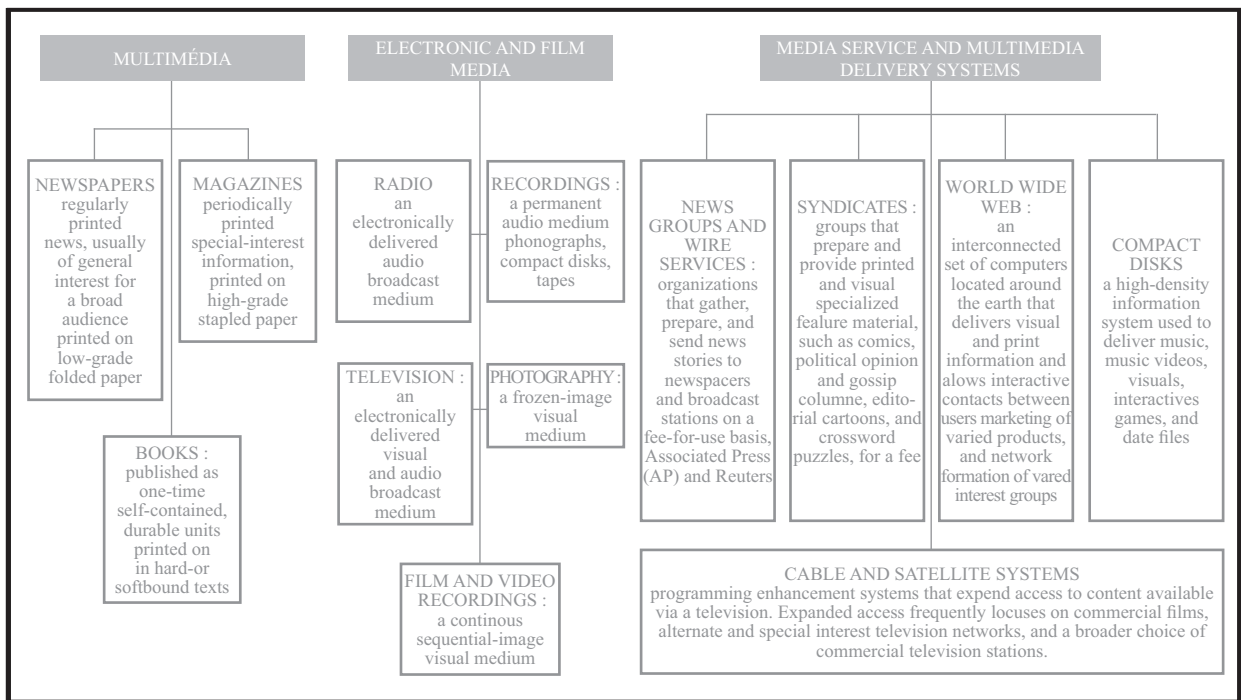 MULTIMÉDIA
NEWSPAPERS
regularly
printed
news, usually
of general
interest for
a broad
audience
printed on
low-grade
folded paper
MAGAZINES
periodically
printed
special-interest
information,
printed on
high-grade
stapled paper
BOOKS :
published as
one-time
self-contained,
durable units
printed on
in hard-or
softbound texts
ELECTRONIC AND FILM
MEDIA
RADIO
an
electronically
delivered
audio
broadcast
medium
RECORDINGS :
a permanent
audio medium
phonographs,
compact disks,
tapes
TELEVISION :
an
electronically
delivered
visual
and audio
broadcast
medium
PHOTOGRAPHY :
a frozen-image
visual
medium
FILM AND VIDEO
RECORDINGS :
a continous
sequential-image
visual medium
MEDIA SERVICE AND MULTIMEDIA
DELIVERY SYSTEMS
NEWS
GROUPS AND
WIRE
SERVICES :
organizations
that gather,
prepare, and
send news
stories to
newspacers
and broadcast
stations on a
fee-for-use basis,
Associated Press
(AP) and Reuters
SYNDICATES :
groups that
prepare and
provide printed
and visual
specialized
feature material,
such as comics,
political opinion
and gossip
columne, edito-
rial cartoons, and
crossword
puzzles, for a fee
WORLD WIDE
WEB :
an
interconnected
set of computers
located around
the earth that
delivers visual
and print
information and
alows interactive
contacts between
users marketing of
varied products,
and network
formation of vared
interest groups
COMPACT
DISKS
a high-density
information
system used to
deliver music,
music videos,
visuals,
interactives
games, and
date files
CABLE AND SATELLITE SYSTEMS
programming enhancement systems that expend access to content available
via a television. Expanded access frequently locuses on commercial films,
alternate and special interest television networks, and a broader choice of
commercial television stations.